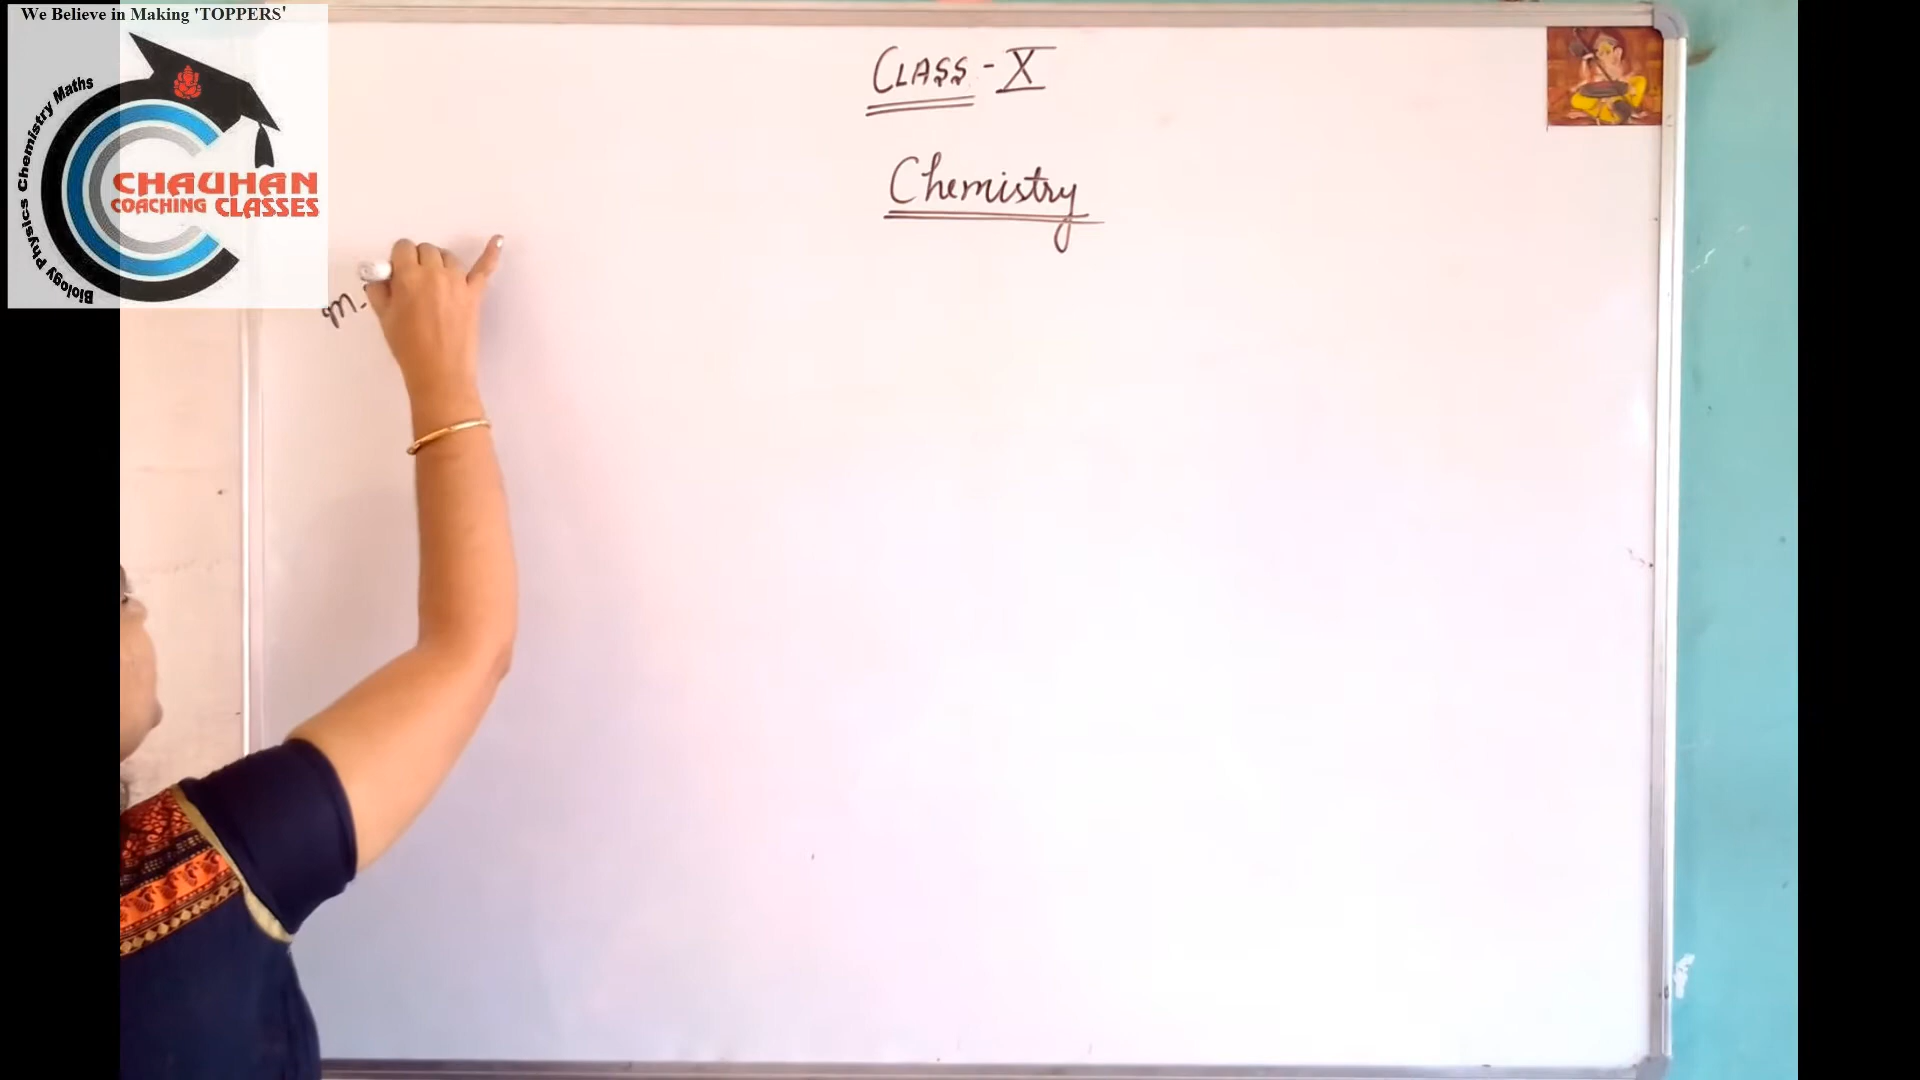 We Believe in Making 'TOPPERS'
Biology Physics Chemistry Maths
CHAUHAN
COACHING CLASSES
CLASS - X
Chemistry
M-